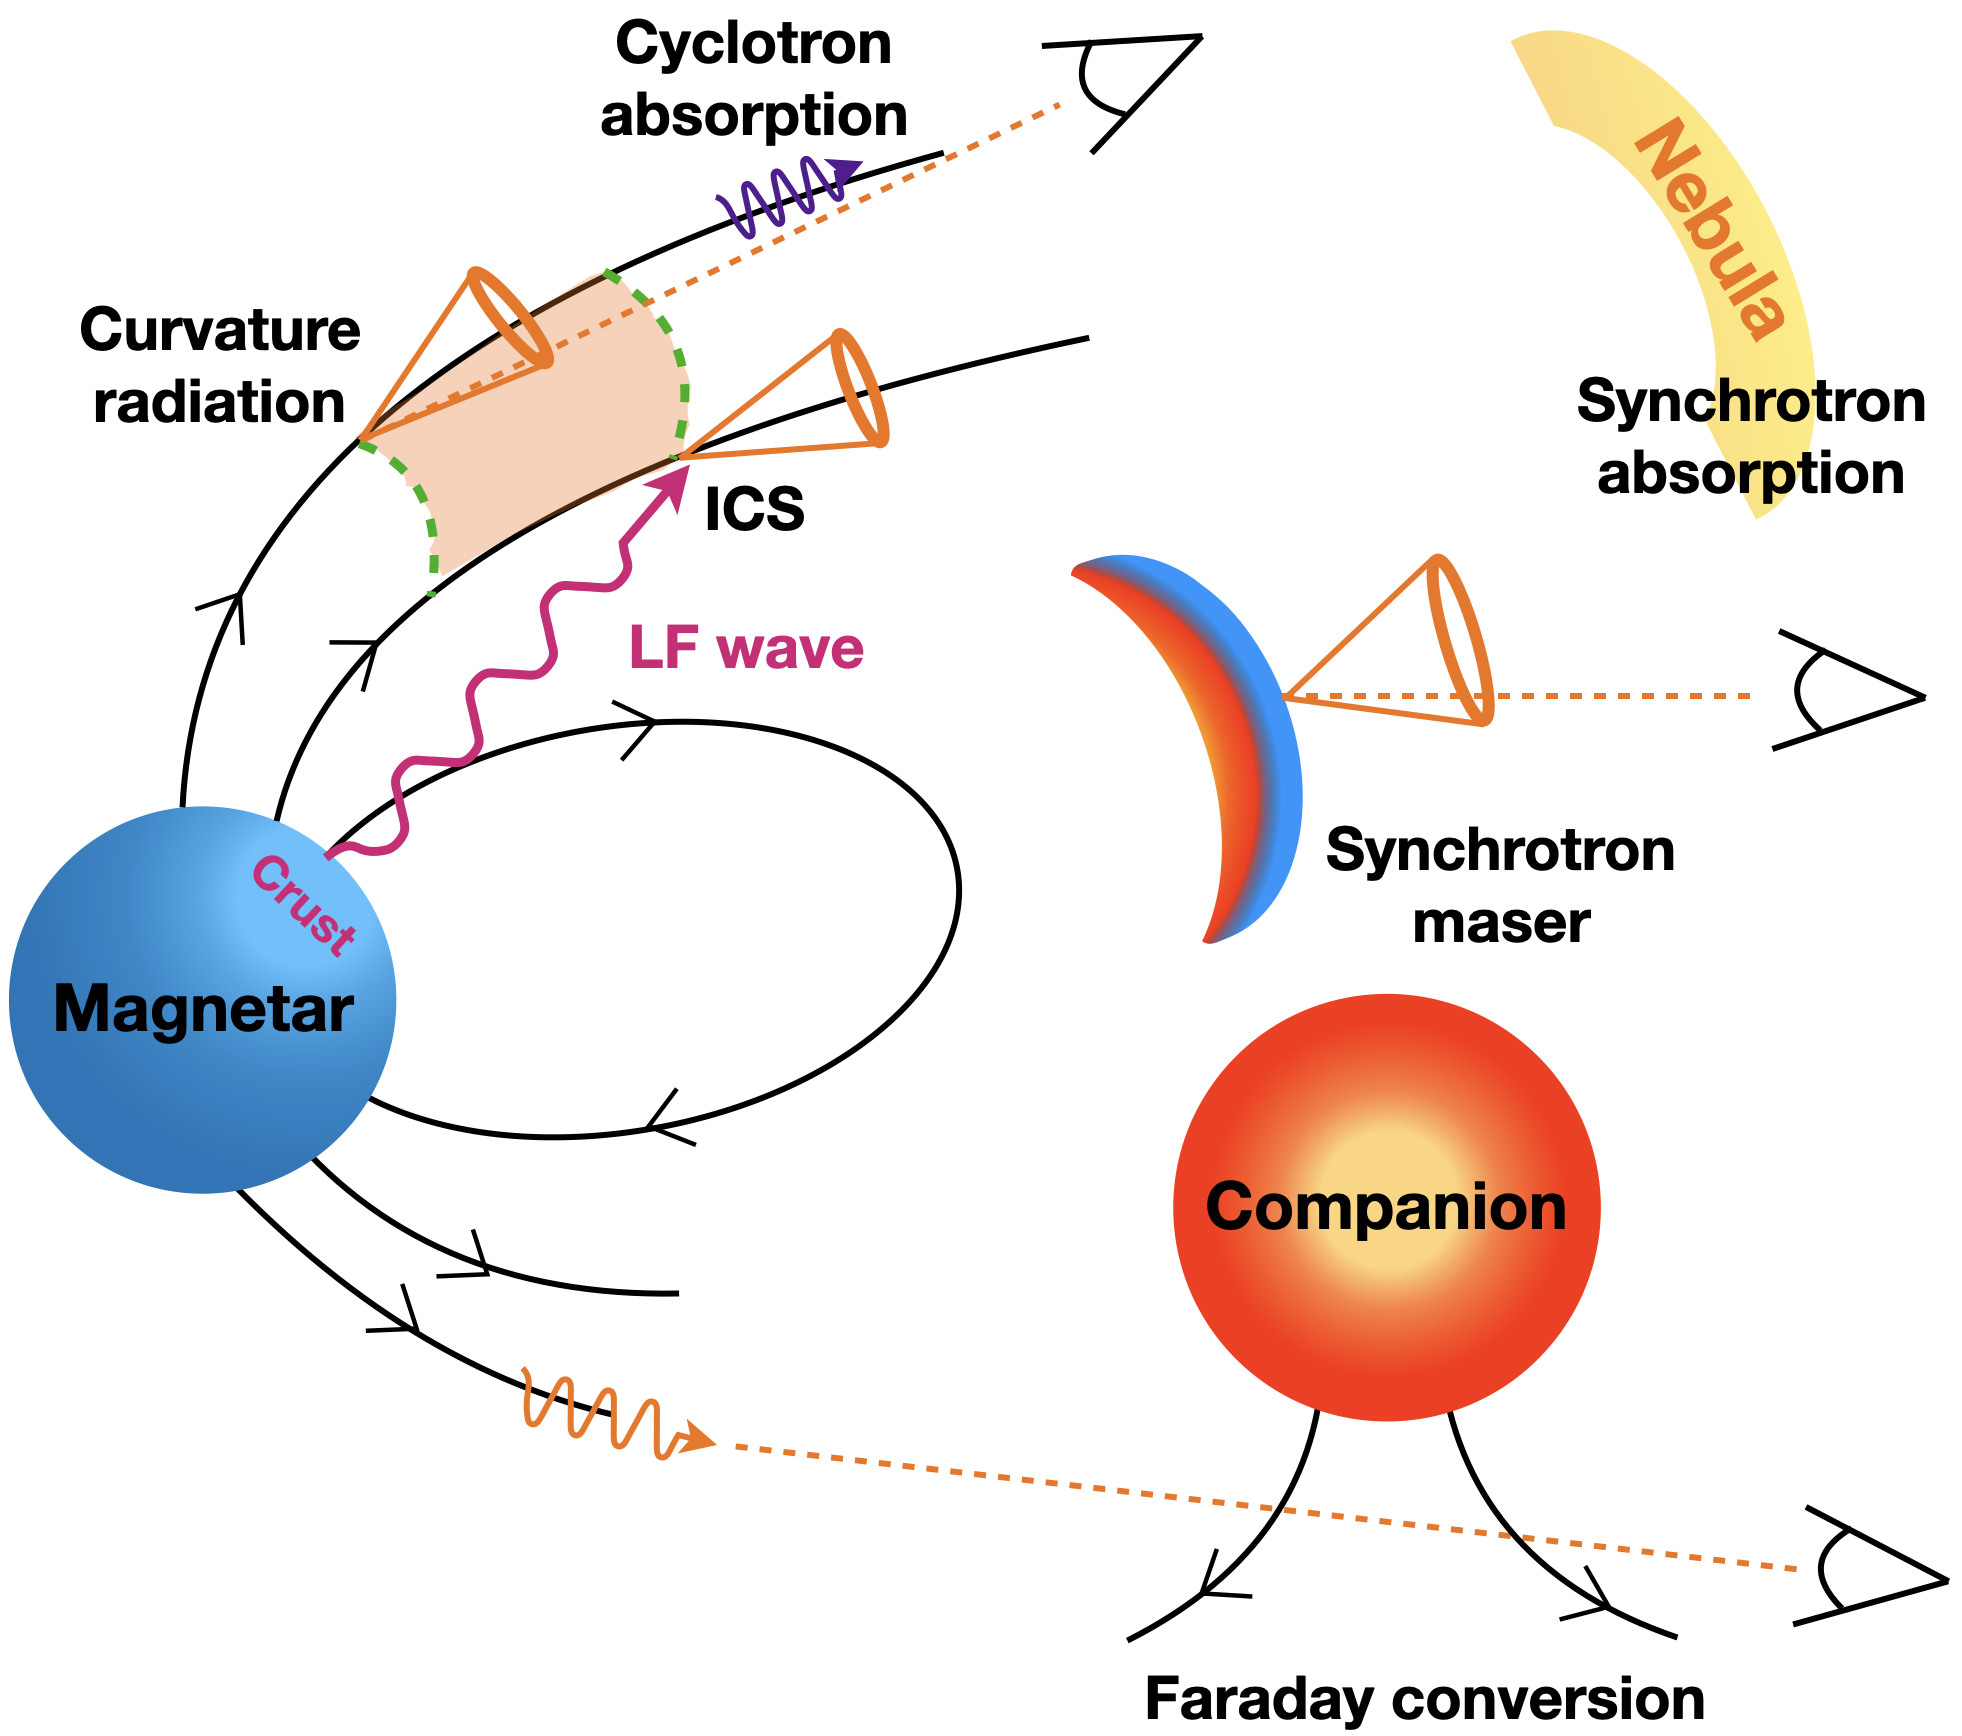 Cyclotron
absorption
Nebula
Curvature
radiation
Synchrotron
absorption
ICS
LF wave
Crust
Magnetar
Synchrotron
maser
Companion
Faraday conversion